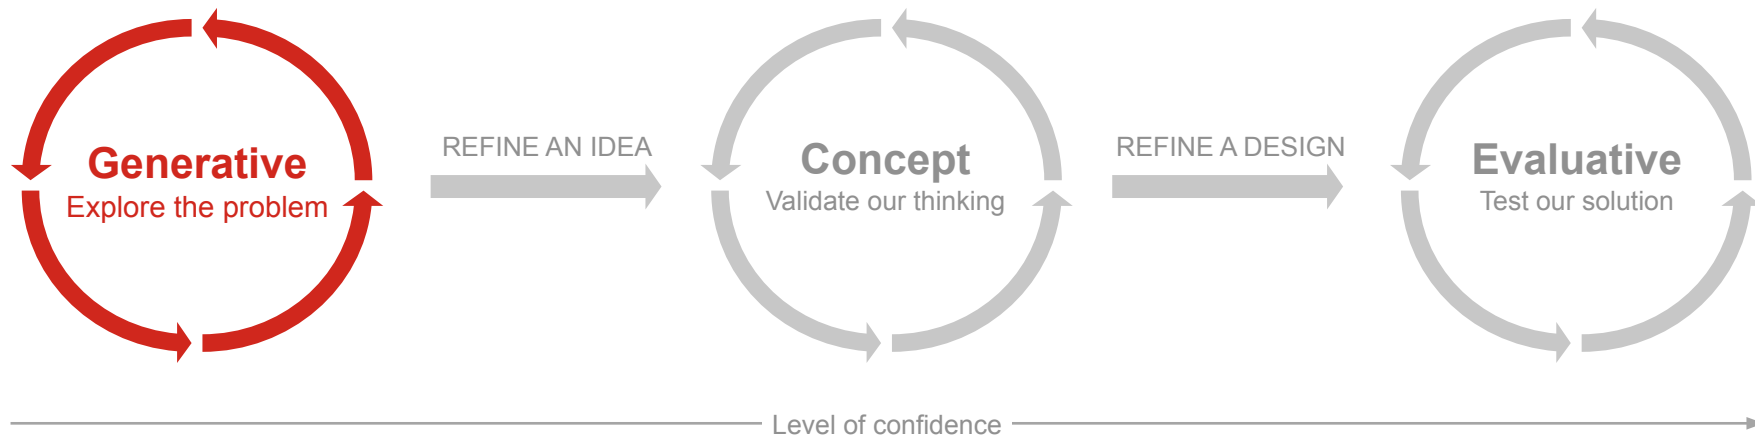 Generative
Explore the problem
REFINE AN IDEA
Concept
Validate our thinking
REFINE A DESIGN
Evaluative
Test our solution
Level of confidence